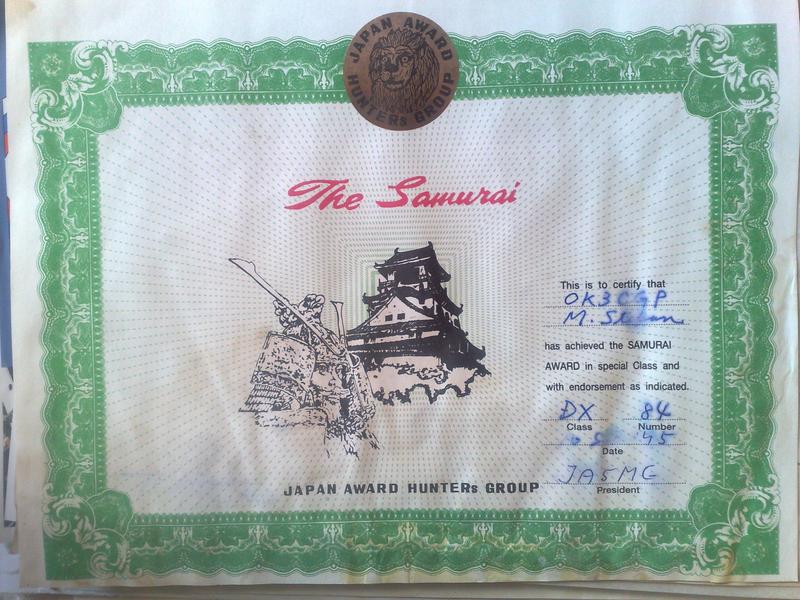 JAPAN AWARD
HUNTERs GROUP
The Samurai
This is to certify that
OK3CGP
M.
has achieved the SAMURAI
AWARD in special Class and
with endorsement as indicated.
DX 84
Class Number
Date
JA5MG
President
JAPAN AWARD HUNTERs GROUP